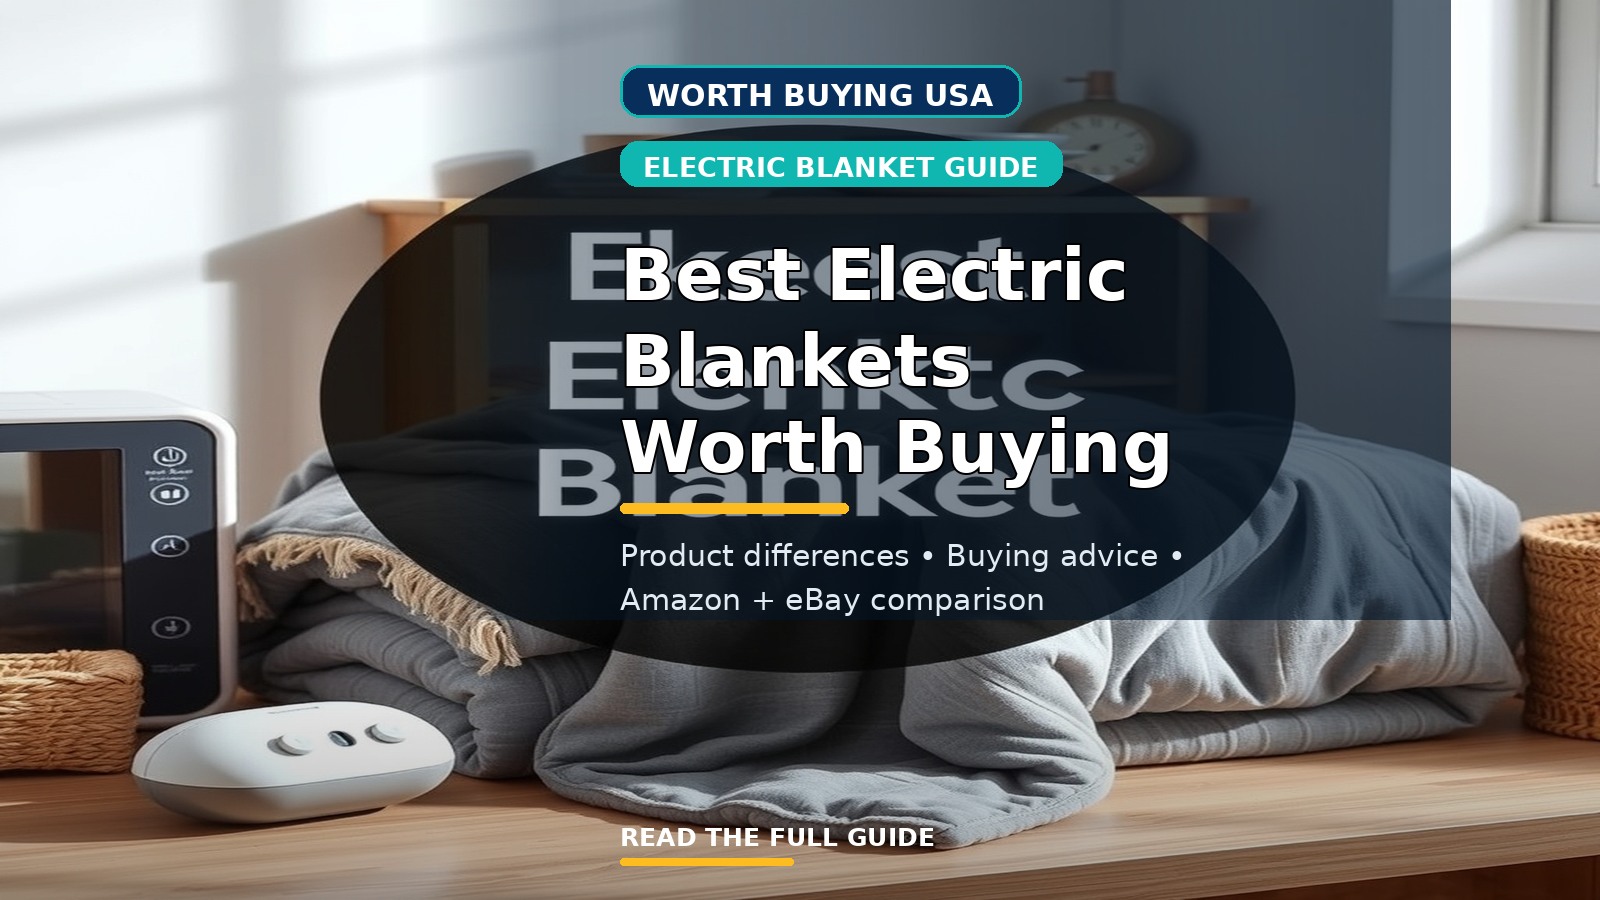 WORTH BUYING USA
ELECTRIC BLANKET GUIDE
Best Electric
Blankets
Worth Buying
Product differences • Buying advice •
Amazon + eBay comparison
READ THE FULL GUIDE